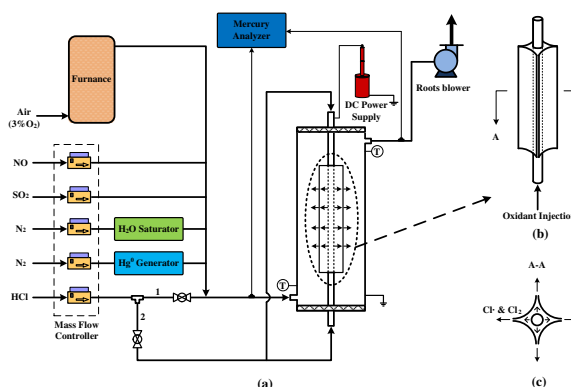 Mercury
Analyzer
Furnance
Air
(3%O₂)
DC Power
Supply
Roots blower
A
T
NO
SO₂
N₂
H₂O Saturator
N₂
Hg⁰ Generator
HCl
1
2
T
Mass Flow
Controller
(a)
Oxidant Injection
(b)
A-A
Cl· & Cl₂
(c)